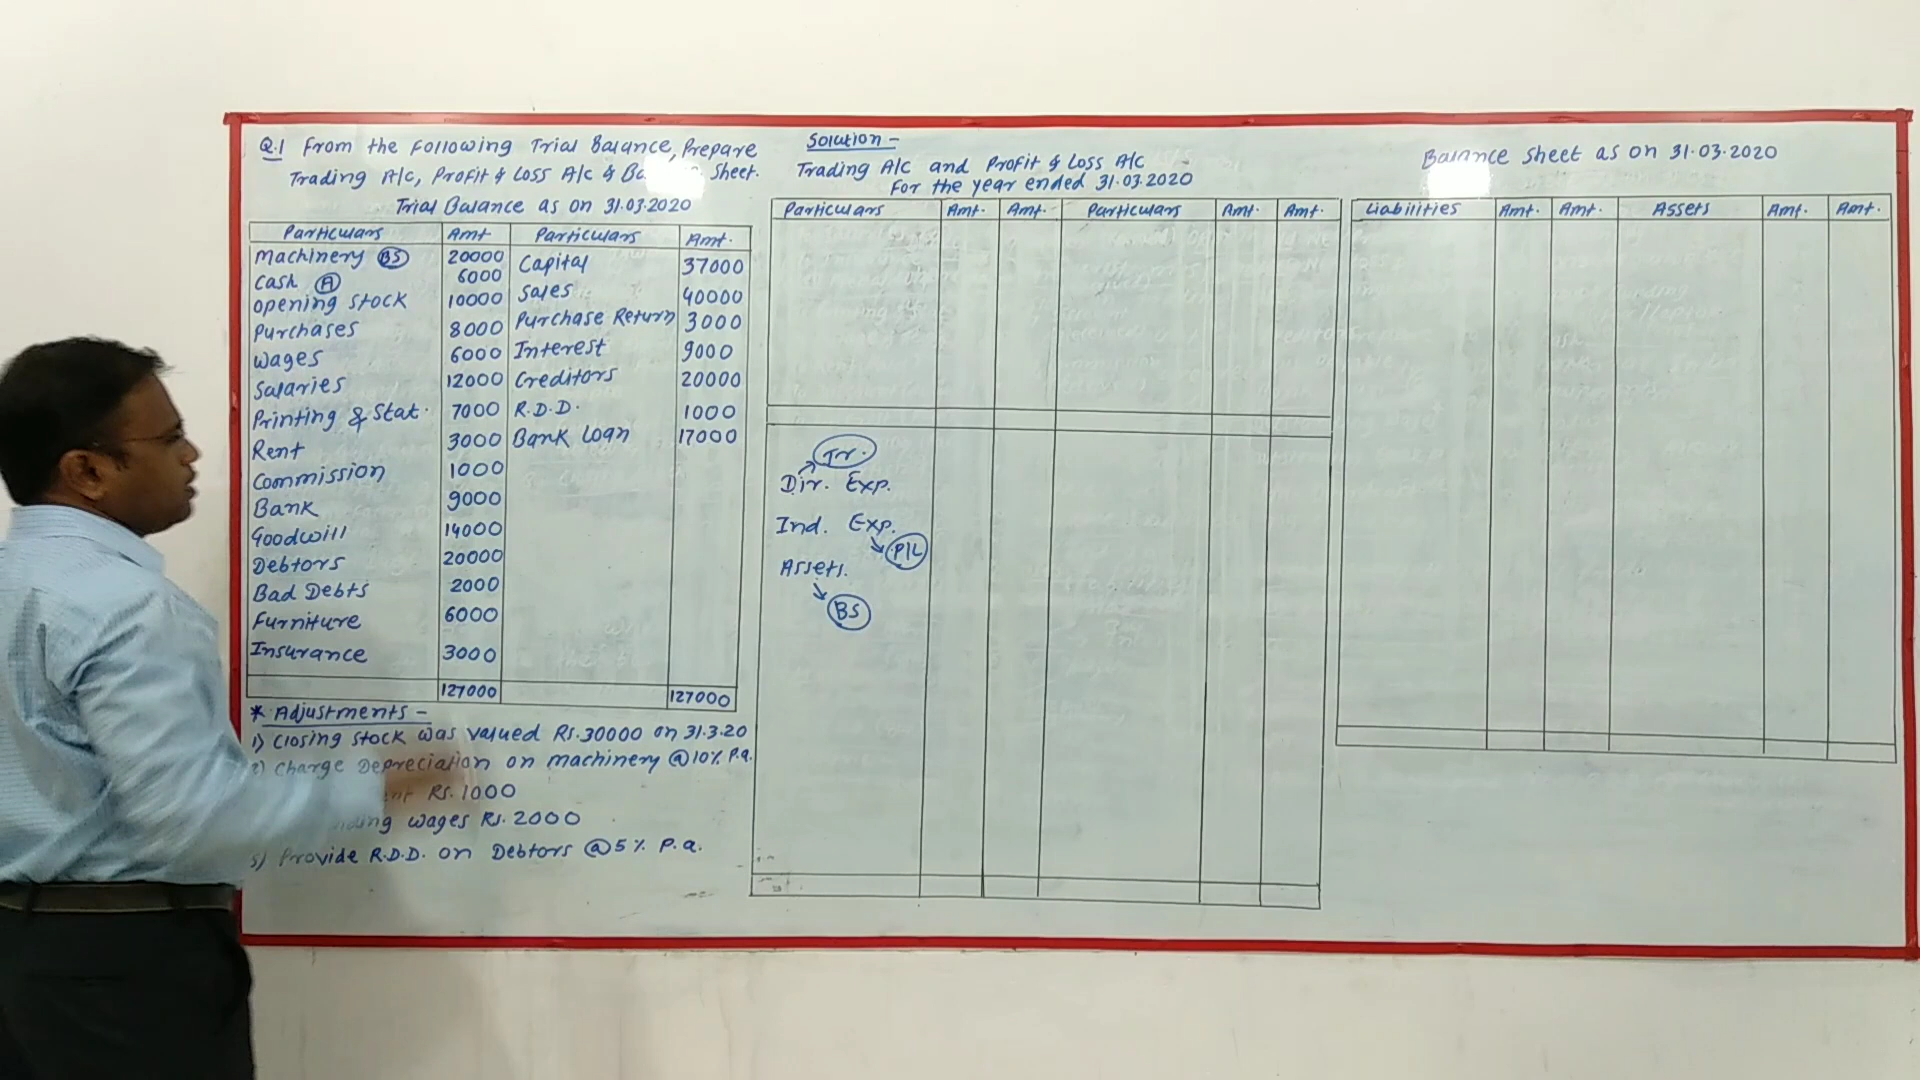 Q.1 From the Following Trial Balance, Prepare
Trading A/c, Profit & Loss A/c & Ba Sheet.
Trial Balance as on 31.03.2020
Particulars Amt Particulars Amt.
Machinery BS 20000 Capital 37000
Cash A 6000 Sales 40000
Opening Stock 10000 Purchase Return 3000
Purchases 8000 Interest 9000
Wages 6000 Creditors 20000
Salaries 12000 R.D.D. 1000
Printing & Stat. 7000 Bank Loan 17000
Rent 3000
Commission 1000
Bank 9000
Goodwill 14000
Debtors 20000
Bad Debts 2000
Furniture 6000
Insurance 3000
127000 127000
* Adjustments -
1) Closing Stock was valued Rs.30000 on 31.3.20
2) Charge Depreciation on machinery @10% P.a.
Rs.1000
wages Rs.2000
5) Provide R.D.D. on Debtors @5% P.a.
Solution -
Trading A/c and Profit & Loss A/c
For the year ended 31.03.2020
Particulars Amt. Amt. Particulars Amt. Amt.
Tr.
Dir. Exp.
Ind. Exp.
P/L
Assets.
BS
Balance Sheet as on 31.03.2020
Liabilities Amt. Amt. Assets Amt. Amt.